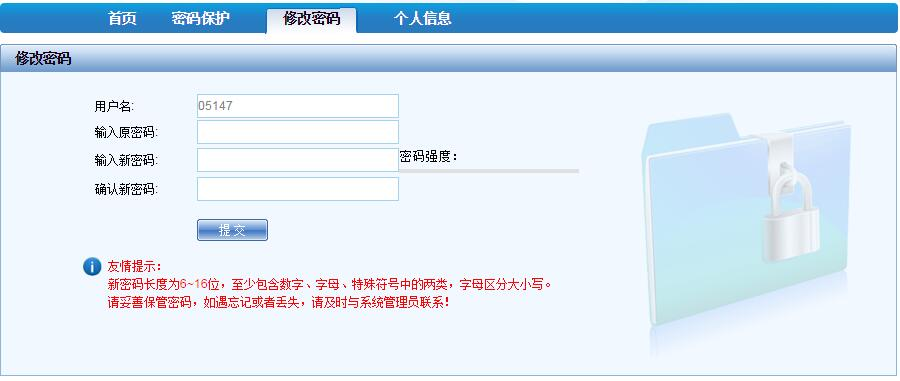 首页 密码保护 修改密码 个人信息
修改密码
用户名: 05147
输入原密码:
输入新密码: 密码强度：
确认新密码:
提 交
友情提示：
新密码长度为6~16位，至少包含数字、字母、特殊符号中的两类，字母区分大小写。
请妥善保管密码，如遇忘记或者丢失，请及时与系统管理员联系！